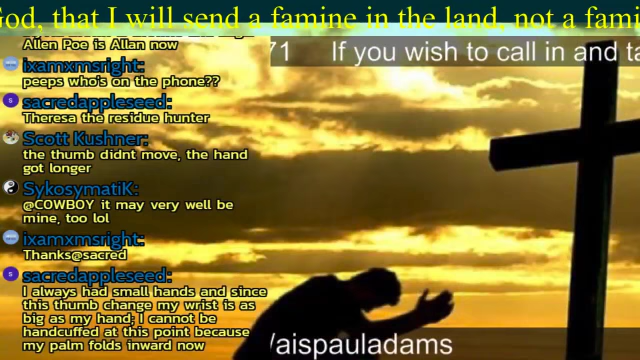 God, that I will send a famine in the land, not a fami
Allen Poe is Allan now
71 If you wish to call in and ta
ixamxmsright:
peeps who's on the phone??
sacredappleseed:
Theresa the residue hunter
Scott Kushner:
the thumb didnt move, the hand
got longer
SykosymatiK:
@COWBOY it may very well be
mine, too lol
ixamxmsright:
Thanks@sacred
sacredappleseed:
I always had small hands and since
this thumb change my wrist is as
big as my hand; I cannot be
handcuffed at this point because
my palm folds inward now
/aispauladams